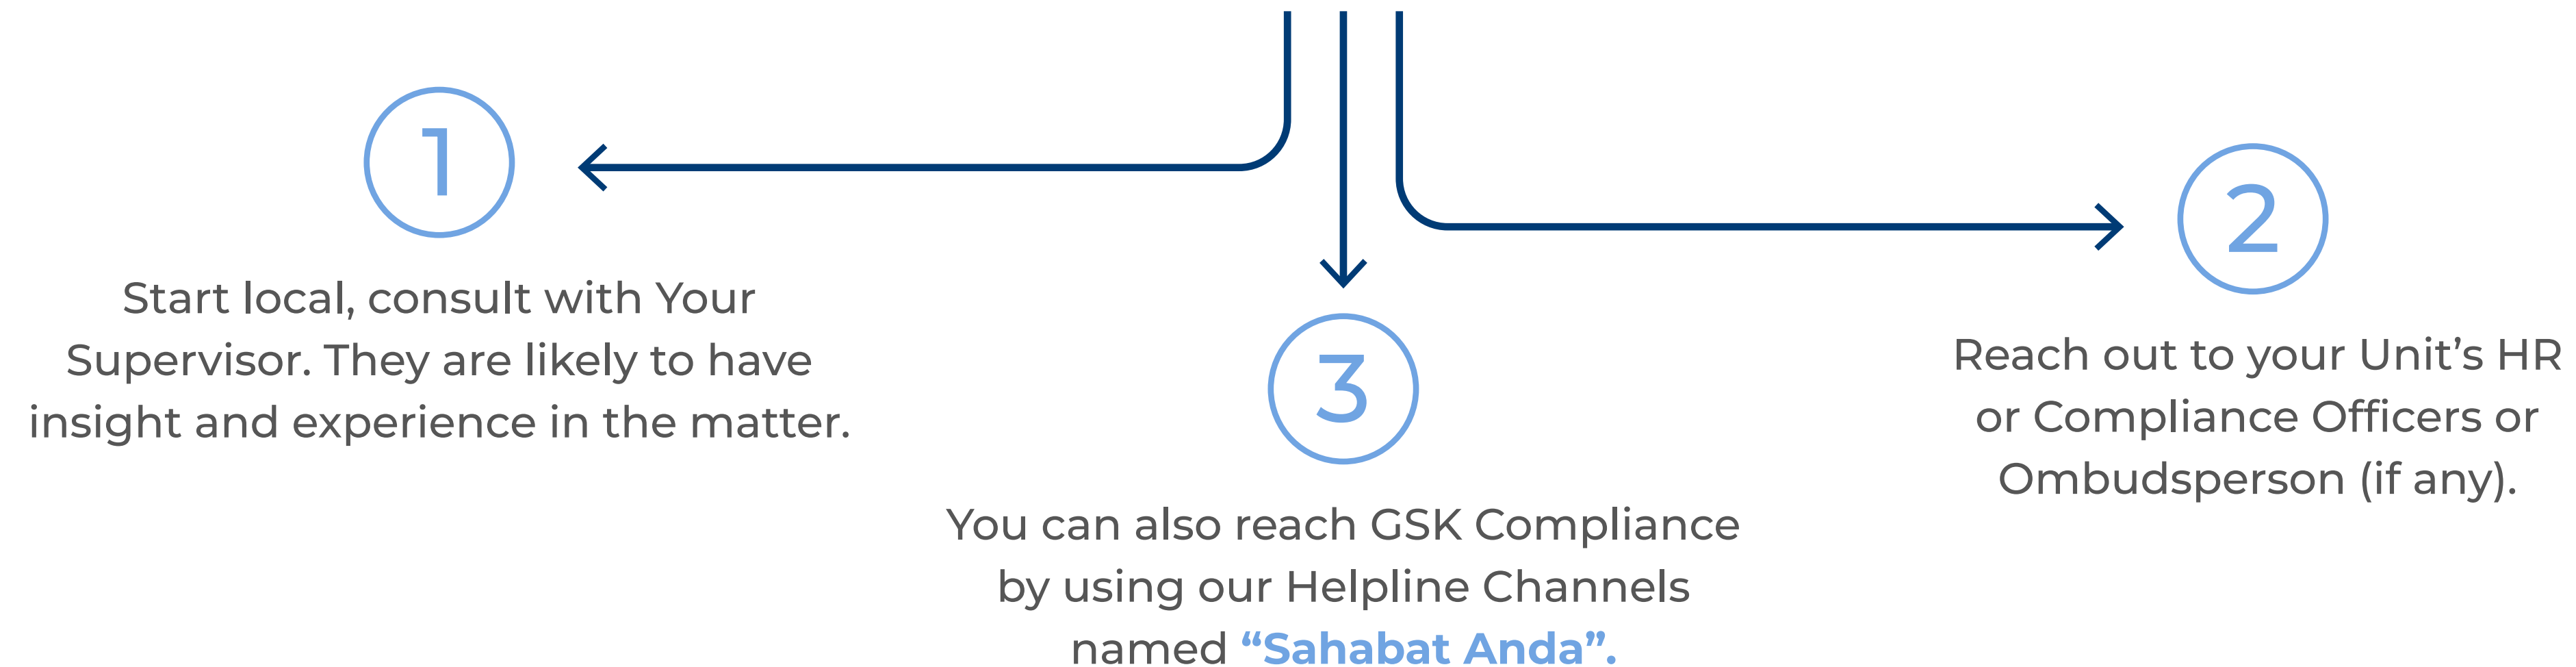 1
Start local, consult with Your
Supervisor. They are likely to have
insight and experience in the matter.
2
Reach out to your Unit’s HR
or Compliance Officers or
Ombudsperson (if any).
3
You can also reach GSK Compliance
by using our Helpline Channels
named “Sahabat Anda”.